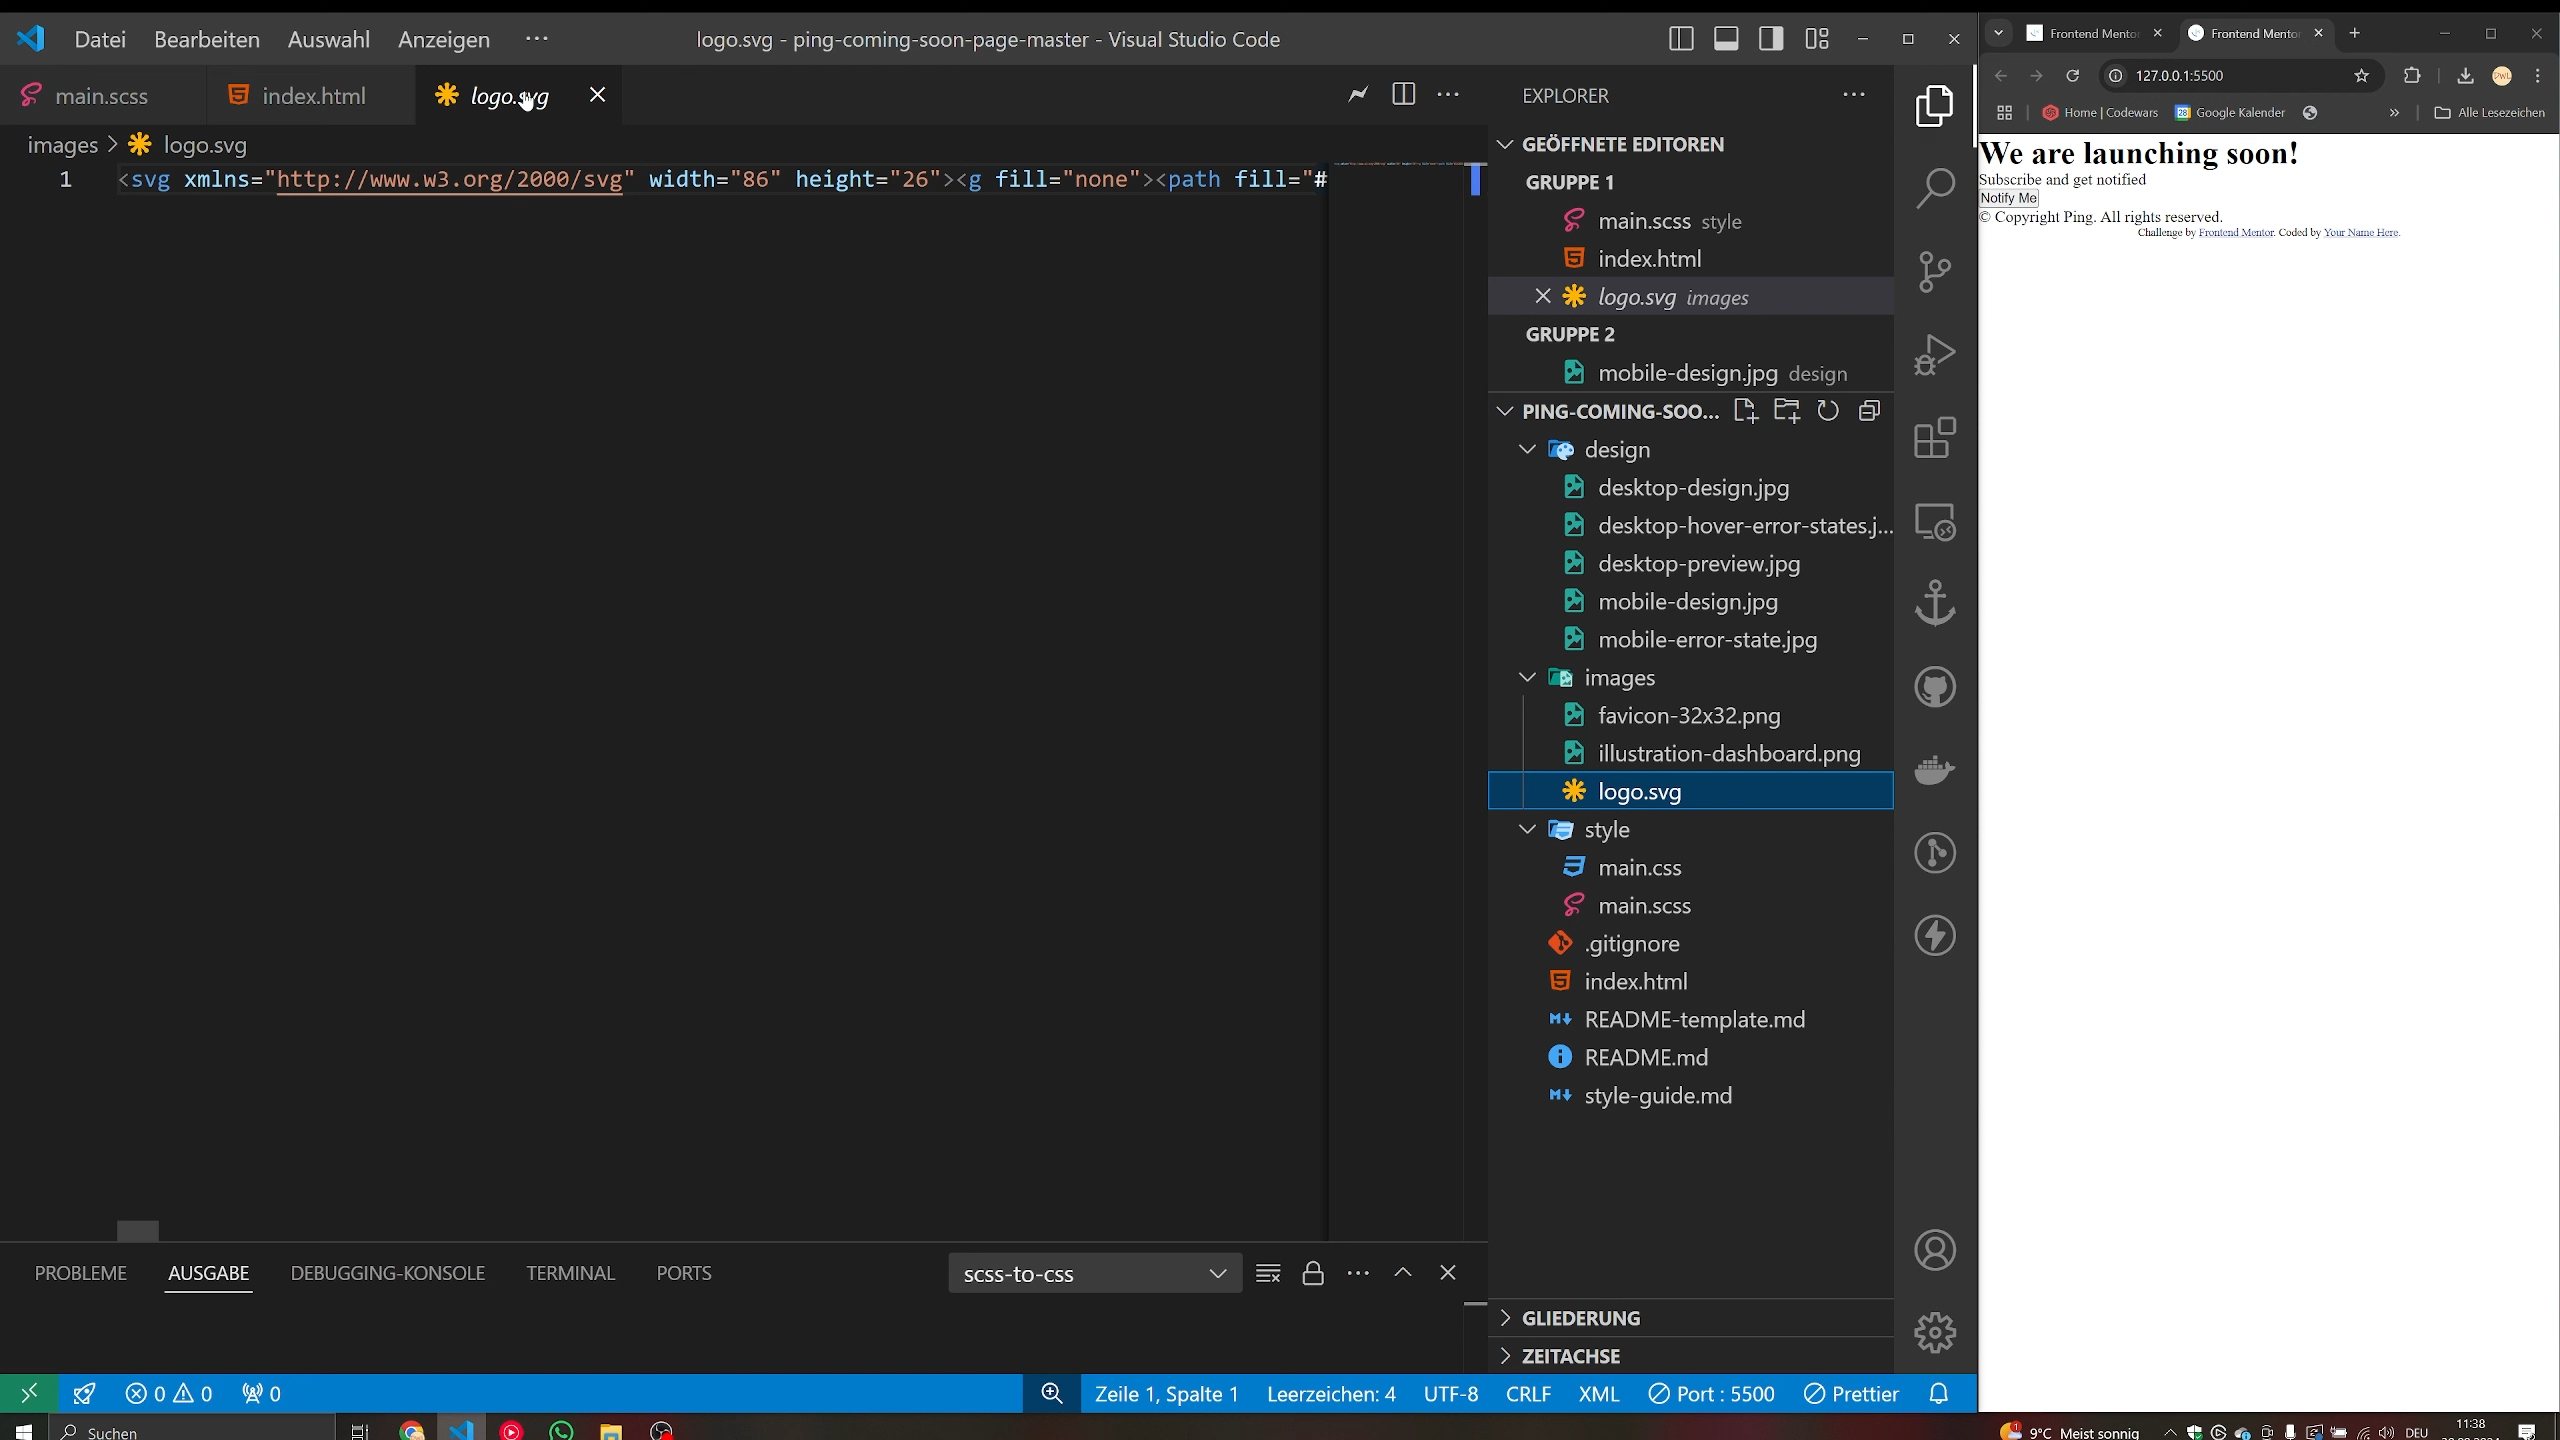 Datei Bearbeiten Auswahl Anzeigen ···
logo.svg - ping-coming-soon-page-master - Visual Studio Code
main.scss
index.html
logo.svg
images > logo.svg
1 <svg xmlns="http://www.w3.org/2000/svg" width="86" height="26"><g fill="none"><path fill="#
PROBLEME AUSGABE DEBUGGING-KONSOLE TERMINAL PORTS
scss-to-css
EXPLORER
GEÖFFNETE EDITOREN
GRUPPE 1
main.scss style
index.html
logo.svg images
GRUPPE 2
mobile-design.jpg design
PING-COMING-SOO...
design
desktop-design.jpg
desktop-hover-error-states.j...
desktop-preview.jpg
mobile-design.jpg
mobile-error-state.jpg
images
favicon-32x32.png
illustration-dashboard.png
logo.svg
style
main.css
main.scss
.gitignore
index.html
README-template.md
README.md
style-guide.md
GLIEDERUNG
ZEITACHSE
0 0 0
Zeile 1, Spalte 1 Leerzeichen: 4 UTF-8 CRLF XML Port : 5500 Prettier
Frontend Mentor
Frontend Mentor
127.0.0.1:5500
Home | Codewars
Google Kalender
Alle Lesezeichen
We are launching soon!
Subscribe and get notified
Notify Me
© Copyright Ping. All rights reserved.
Challenge by Frontend Mentor. Coded by Your Name Here.
Suchen
9°C Meist sonnig
DEU
11:38